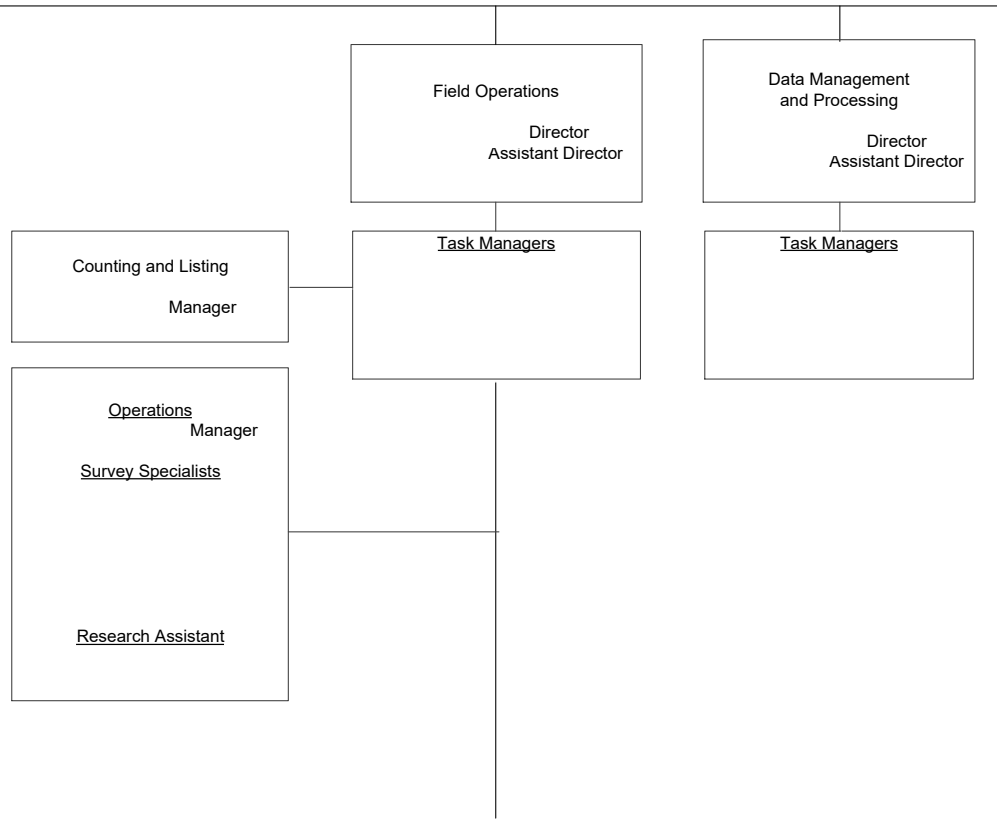 Field Operations
Director
Assistant Director
Data Management
and Processing
Director
Assistant Director
Counting and Listing
Manager
Task Managers
Task Managers
Operations
Manager
Survey Specialists
Research Assistant